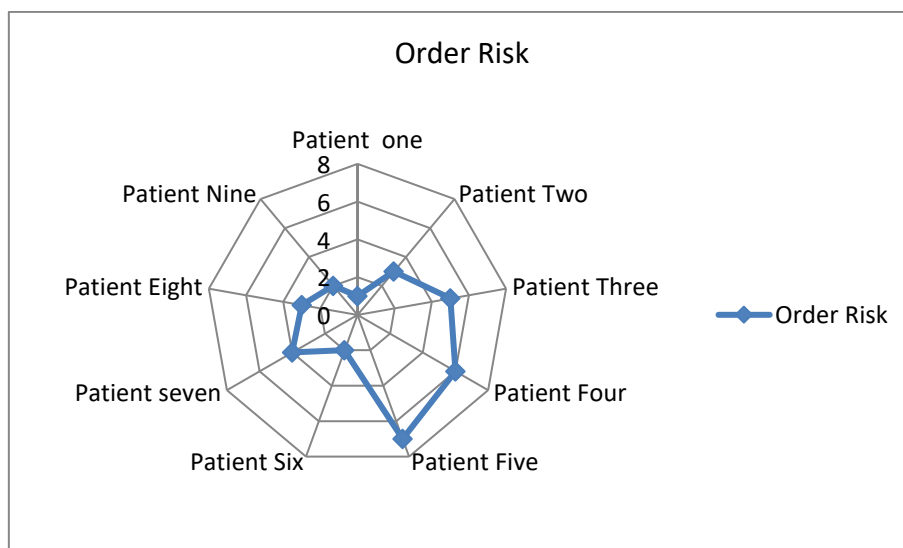 Order Risk
Patient  one
8
Patient Nine
Patient Two
6
4
Patient Eight
2
Patient Three
0
Order Risk
Patient seven
Patient Four
Patient Six
Patient Five